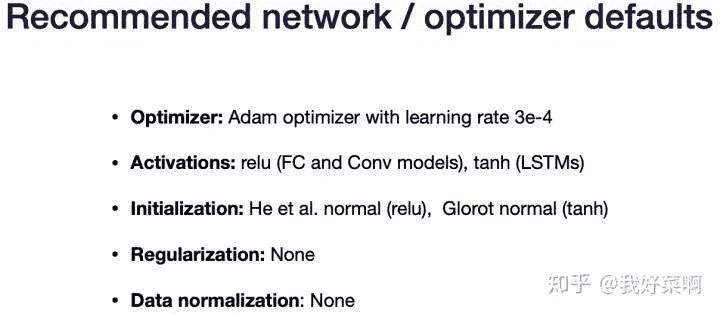 Recommended network / optimizer defaults
• Optimizer: Adam optimizer with learning rate 3e-4
• Activations: relu (FC and Conv models), tanh (LSTMs)
• Initialization: He et al. normal (relu), Glorot normal (tanh)
• Regularization: None
• Data normalization: None
知乎 @我好菜啊